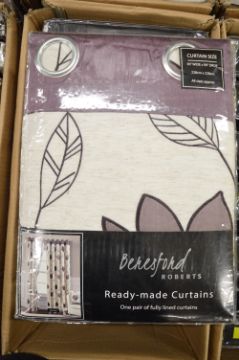 CURTAIN SIZE
Beresford
ROBERTS
Ready-made Curtains
One pair of fully lined curtains